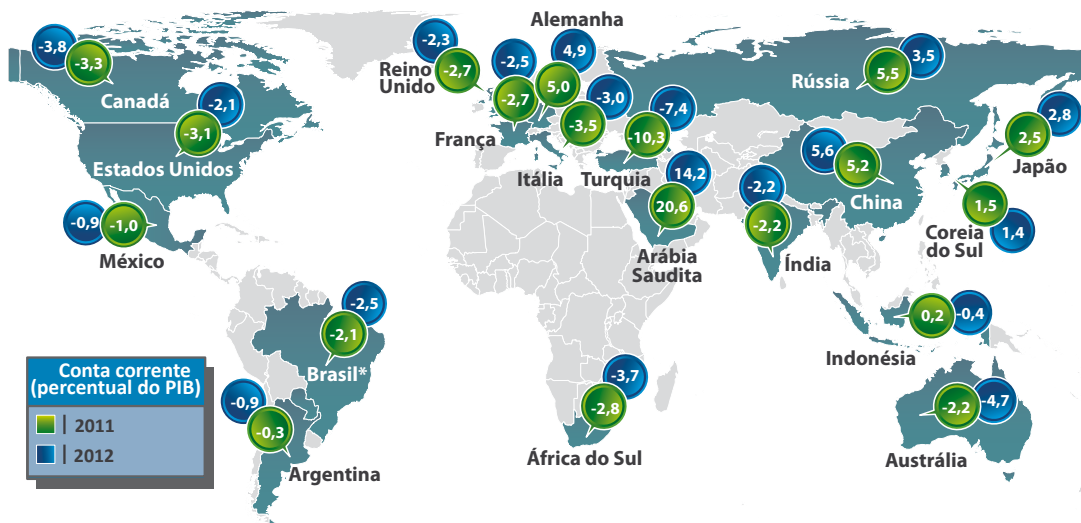 -3,8
-3,3
Canadá
-2,1
-3,1
Estados Unidos
-0,9
-1,0
México
-2,5
-2,1
Brasil*
-0,9
-0,3
Argentina
-2,3
-2,7
Reino
Unido
-2,5
-2,7
França
Alemanha
4,9
5,0
-3,0
-3,5
Itália
-7,4
-10,3
Turquia
14,2
20,6
Arábia
Saudita
3,5
5,5
Rússia
5,6
5,2
China
-2,2
-2,2
Índia
2,8
2,5
Japão
1,5
1,4
Coreia
do Sul
0,2
-0,4
Indonésia
-3,7
-2,8
África do Sul
-2,2
-4,7
Austrália
Conta corrente
(percentual do PIB)
| 2011
| 2012